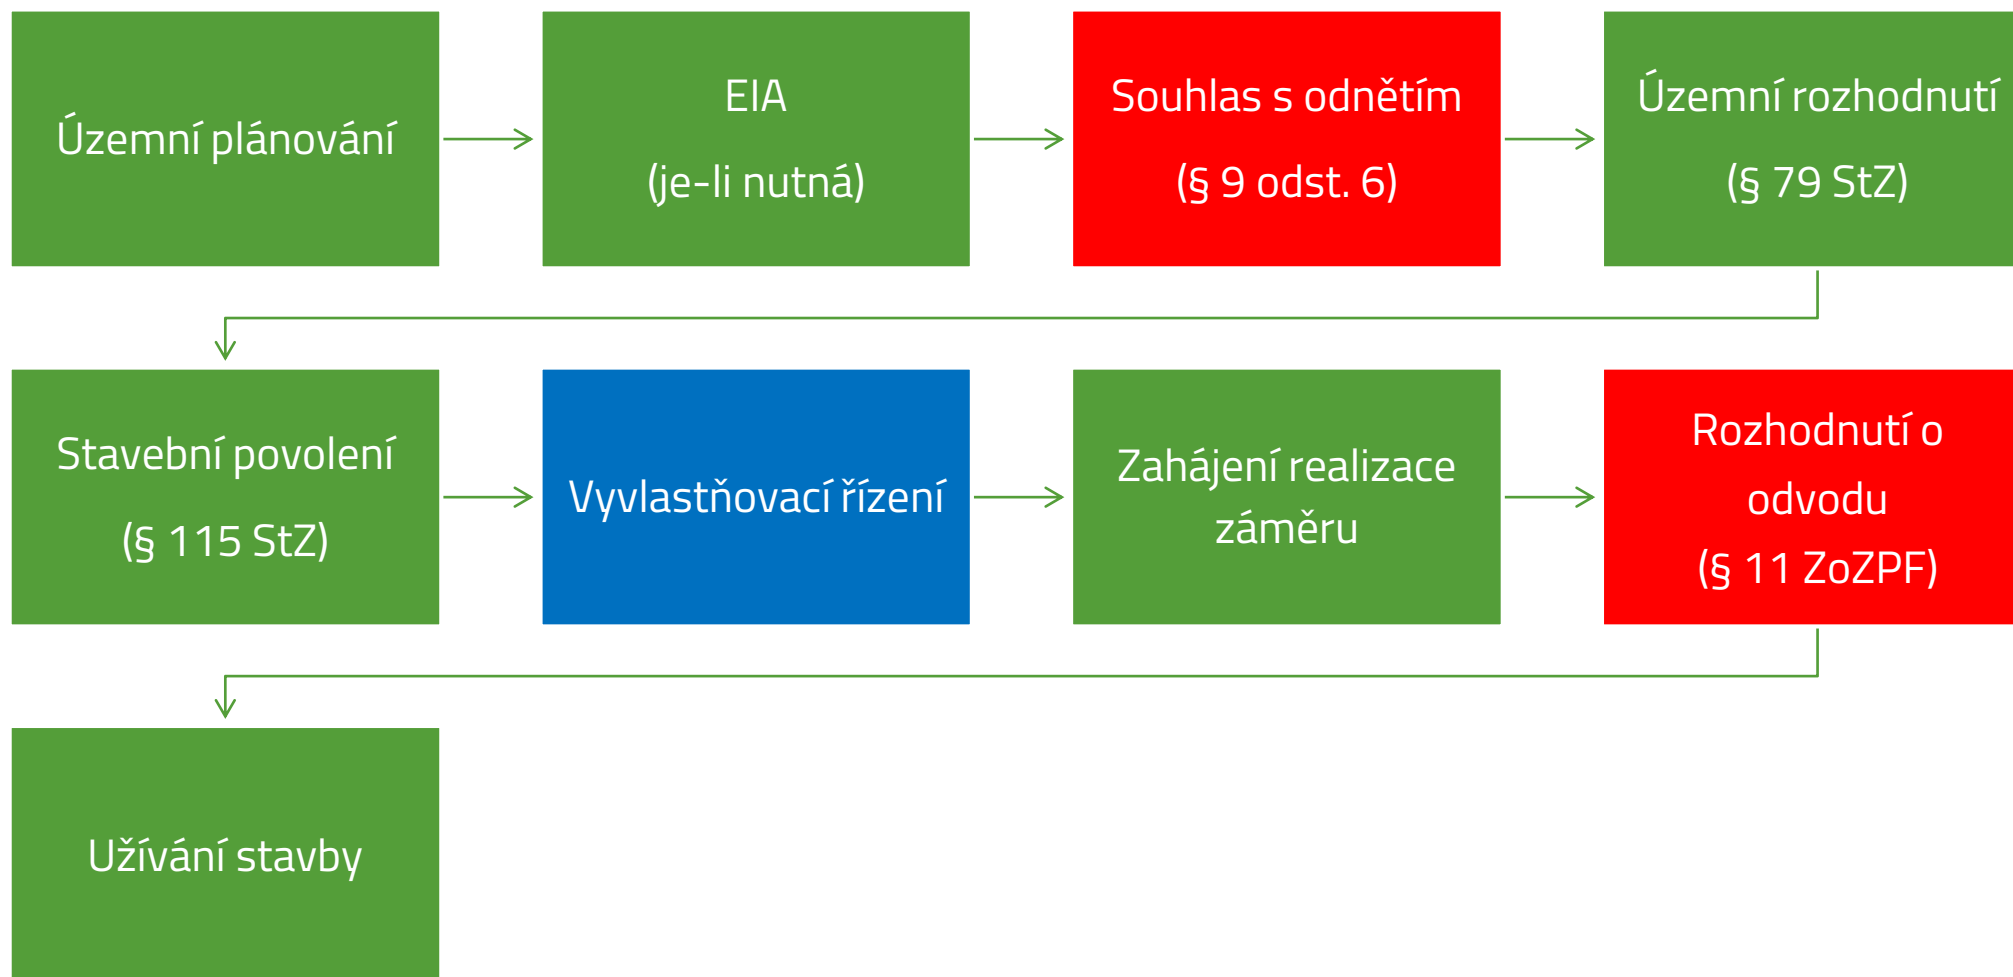 Územní plánování
EIA
(je-li nutná)
Souhlas s odnětím
(§ 9 odst. 6)
Územní rozhodnutí
(§ 79 StZ)
Stavební povolení
(§ 115 StZ)
Vyvlastňovací řízení
Zahájení realizace
záměru
Rozhodnutí o
odvodu
(§ 11 ZoZPF)
Užívání stavby